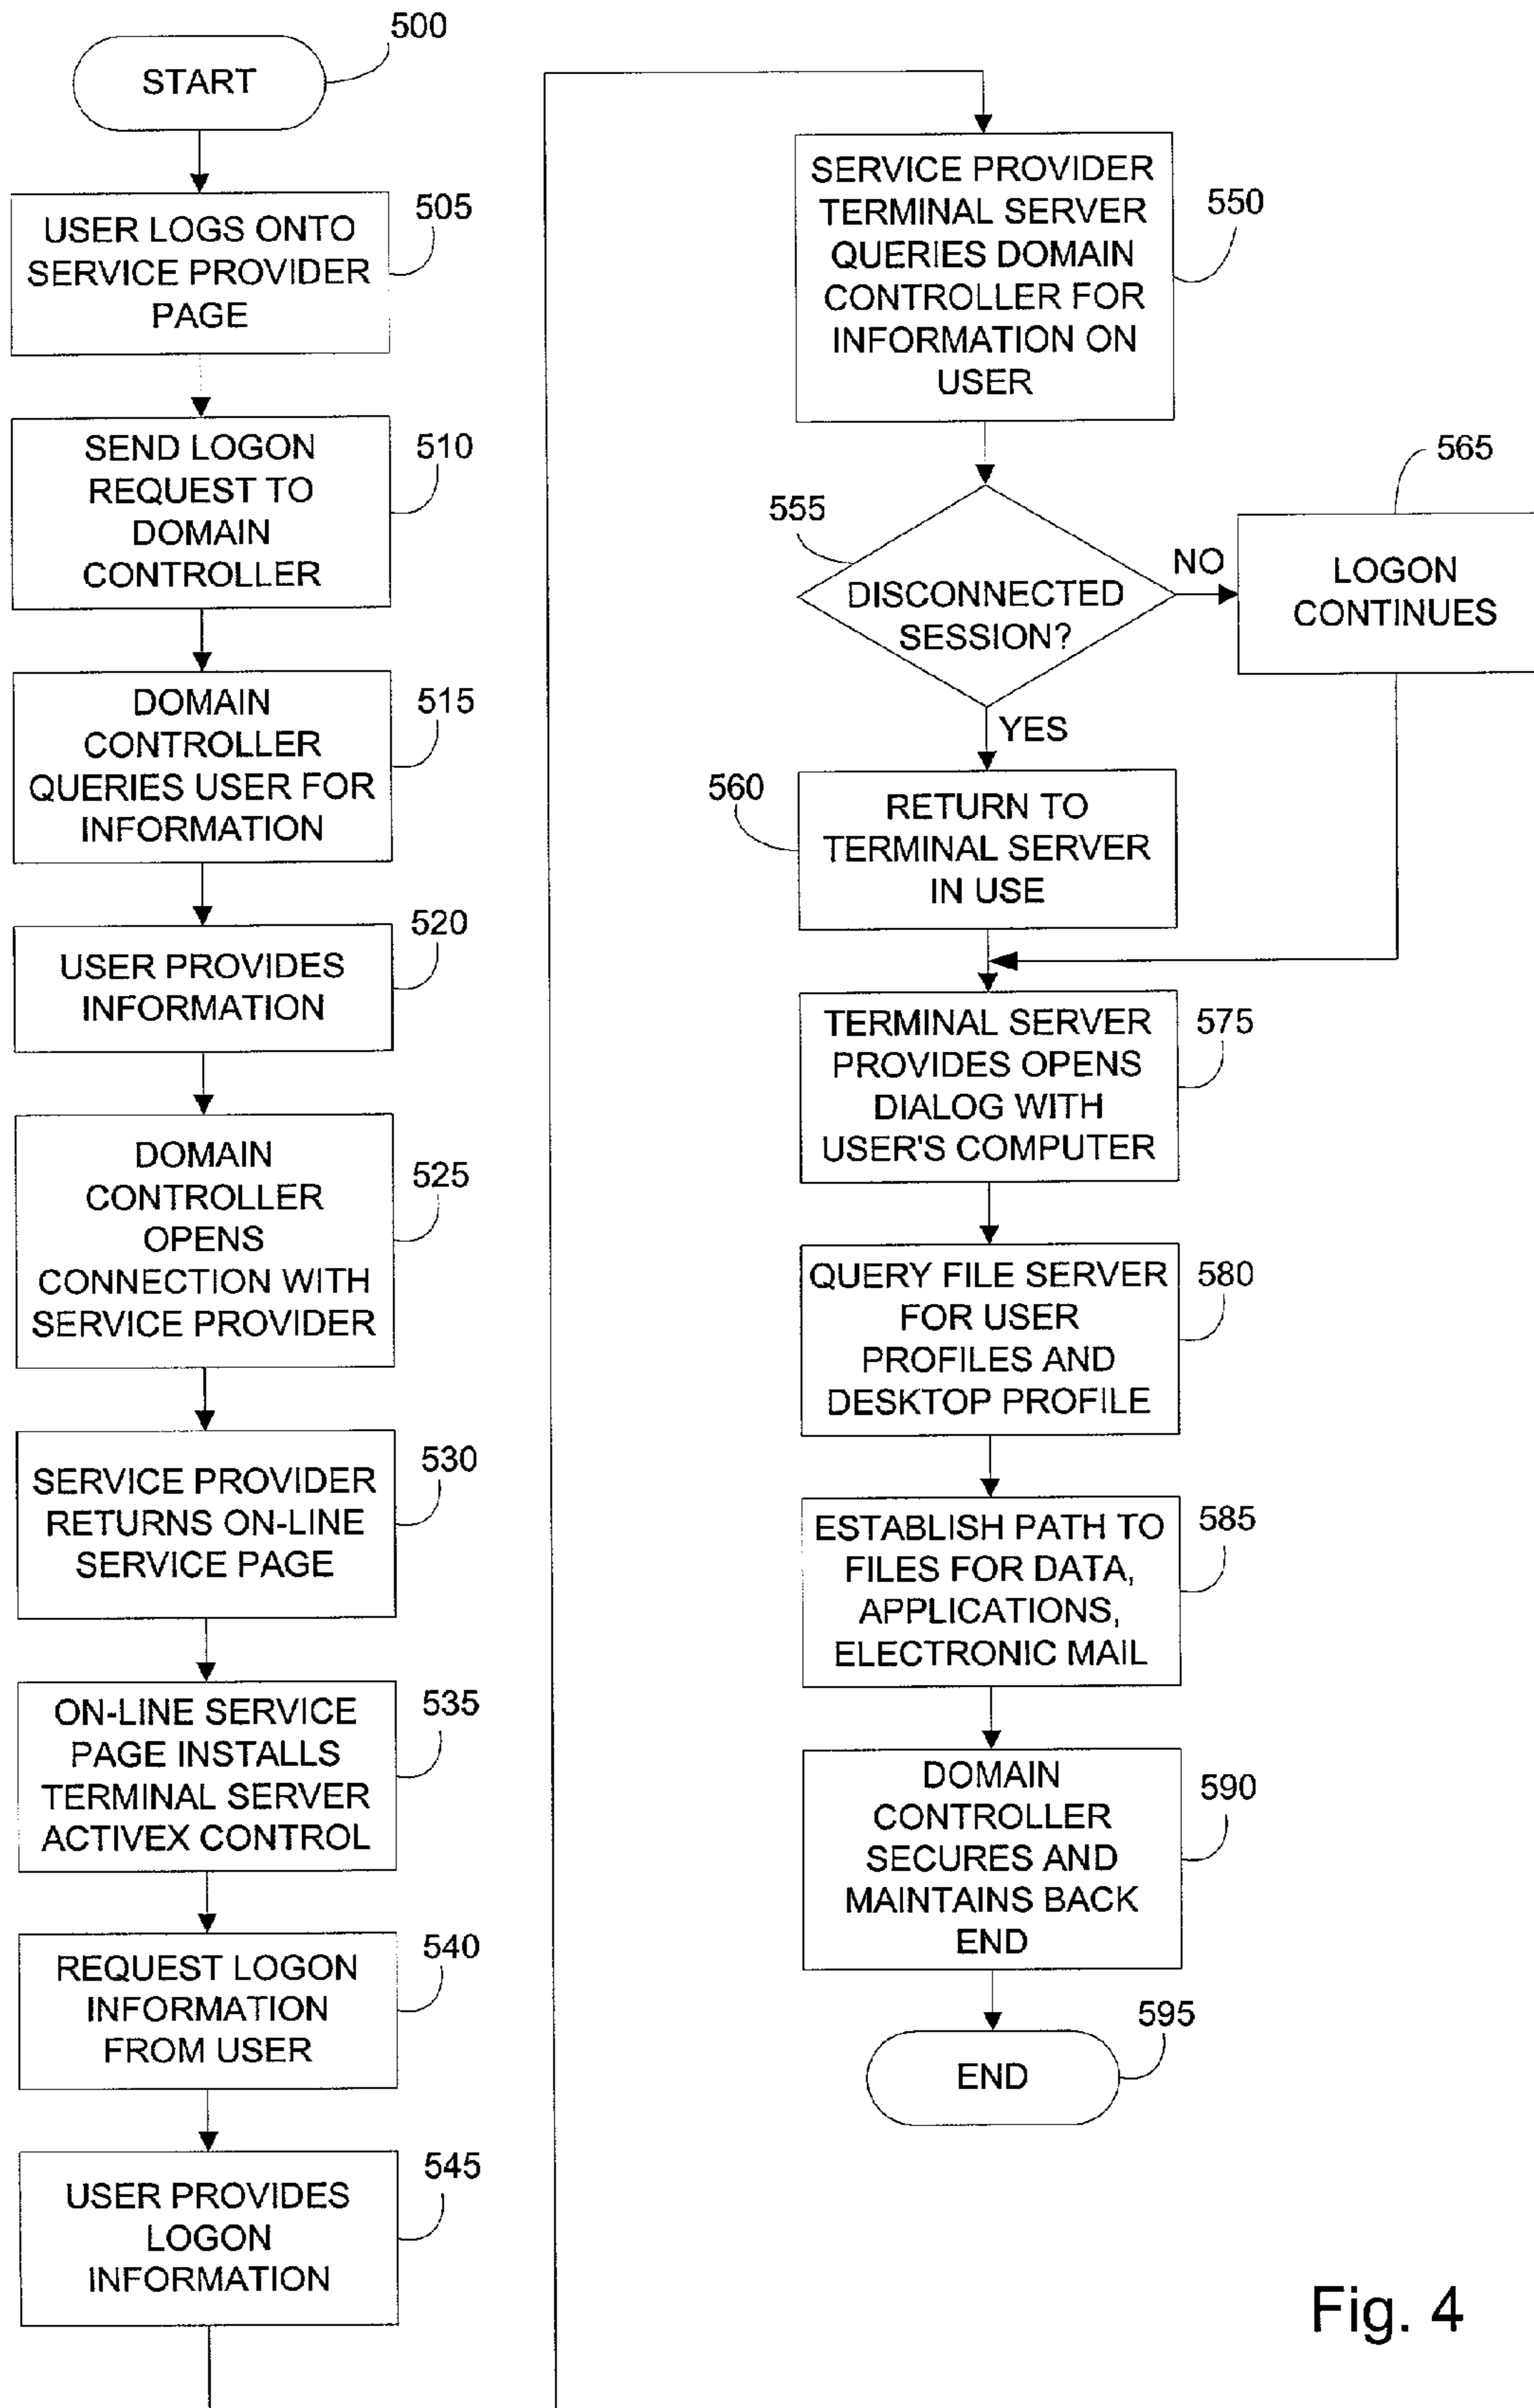 500
START
505
USER LOGS ONTO
SERVICE PROVIDER
PAGE
510
SEND LOGON
REQUEST TO
DOMAIN
CONTROLLER
515
DOMAIN
CONTROLLER
QUERIES USER FOR
INFORMATION
520
USER PROVIDES
INFORMATION
525
DOMAIN
CONTROLLER
OPENS
CONNECTION WITH
SERVICE PROVIDER
530
SERVICE PROVIDER
RETURNS ON-LINE
SERVICE PAGE
535
ON-LINE SERVICE
PAGE INSTALLS
TERMINAL SERVER
ACTIVEX CONTROL
540
REQUEST LOGON
INFORMATION
FROM USER
545
USER PROVIDES
LOGON
INFORMATION
550
SERVICE PROVIDER
TERMINAL SERVER
QUERIES DOMAIN
CONTROLLER FOR
INFORMATION ON
USER
555
DISCONNECTED
SESSION?
NO
565
LOGON
CONTINUES
YES
560
RETURN TO
TERMINAL SERVER
IN USE
575
TERMINAL SERVER
PROVIDES OPENS
DIALOG WITH
USER'S COMPUTER
580
QUERY FILE SERVER
FOR USER
PROFILES AND
DESKTOP PROFILE
585
ESTABLISH PATH TO
FILES FOR DATA,
APPLICATIONS,
ELECTRONIC MAIL
590
DOMAIN
CONTROLLER
SECURES AND
MAINTAINS BACK
END
595
END
Fig. 4